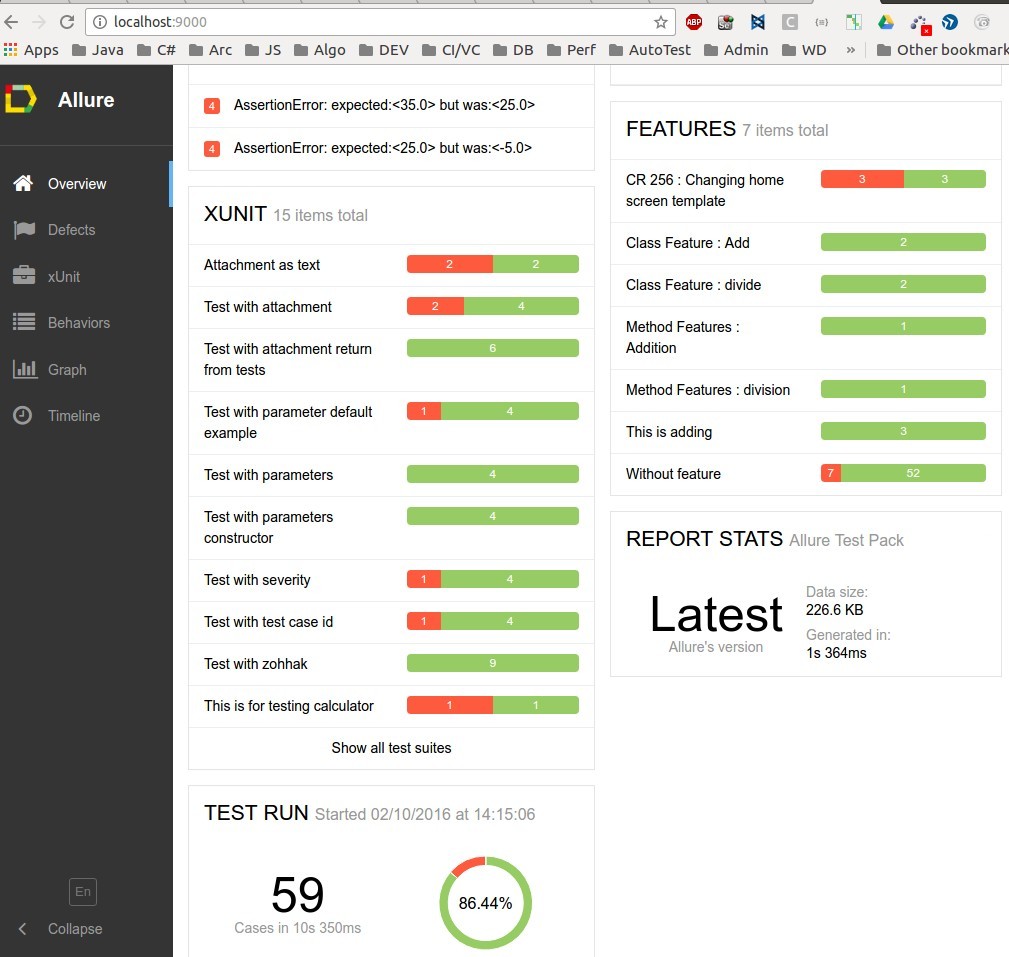 localhost:9000
ABP
Apps Java C# Arc JS Algo DEV CI/VC DB Perf AutoTest Admin WD » Other bookmark
Allure
Overview
Defects
xUnit
Behaviors
Graph
Timeline
En
Collapse
4 AssertionError: expected:<35.0> but was:<25.0>
4 AssertionError: expected:<25.0> but was:<-5.0>
XUNIT 15 items total
Attachment as text 2 2
Test with attachment 2 4
Test with attachment return 6
from tests
Test with parameter default 1 4
example
Test with parameters 4
Test with parameters 4
constructor
Test with severity 1 4
Test with test case id 1 4
Test with zohhak 9
This is for testing calculator 1 1
Show all test suites
TEST RUN Started 02/10/2016 at 14:15:06
59
Cases in 10s 350ms
86.44%
FEATURES 7 items total
CR 256 : Changing home 3 3
screen template
Class Feature : Add 2
Class Feature : divide 2
Method Features : 1
Addition
Method Features : division 1
This is adding 3
Without feature 7 52
REPORT STATS Allure Test Pack
Latest
Allure's version
Data size:
226.6 KB
Generated in:
1s 364ms